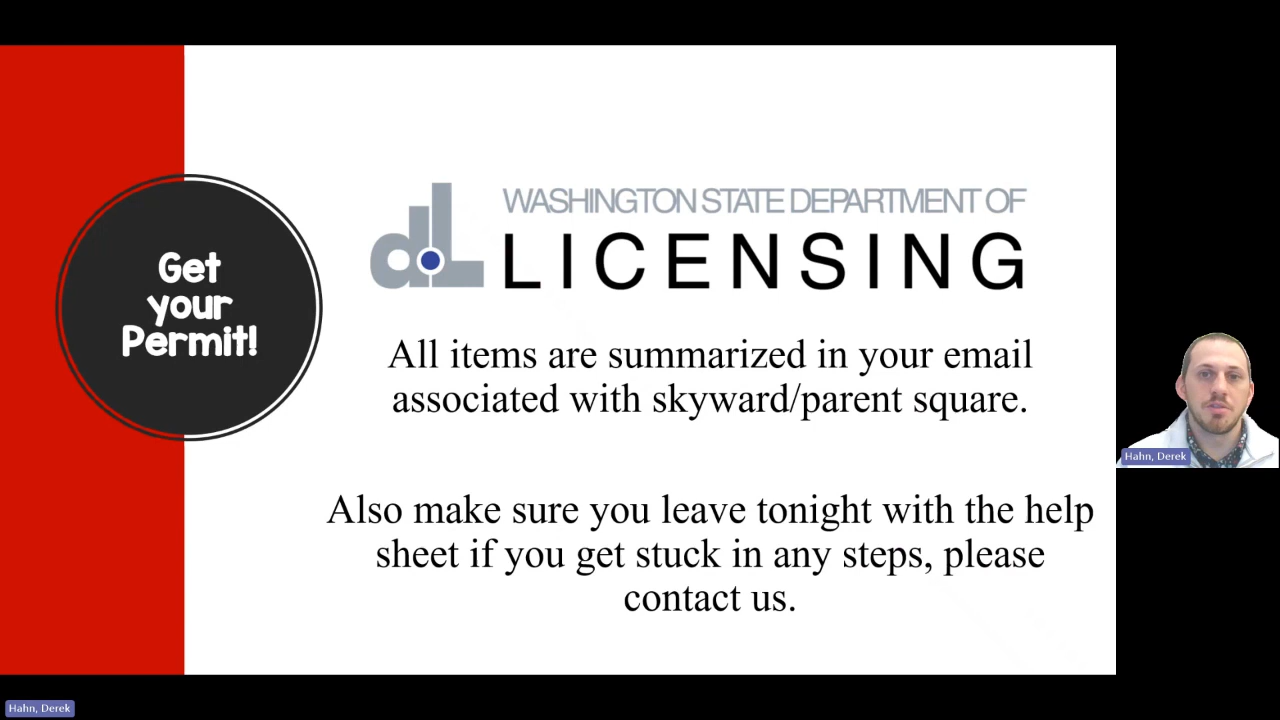 Get
your
Permit!
dL
WASHINGTON STATE DEPARTMENT OF
LICENSING
All items are summarized in your email
associated with skyward/parent square.
Also make sure you leave tonight with the help
sheet if you get stuck in any steps, please
contact us.
Hahn, Derek
Hahn, Derek